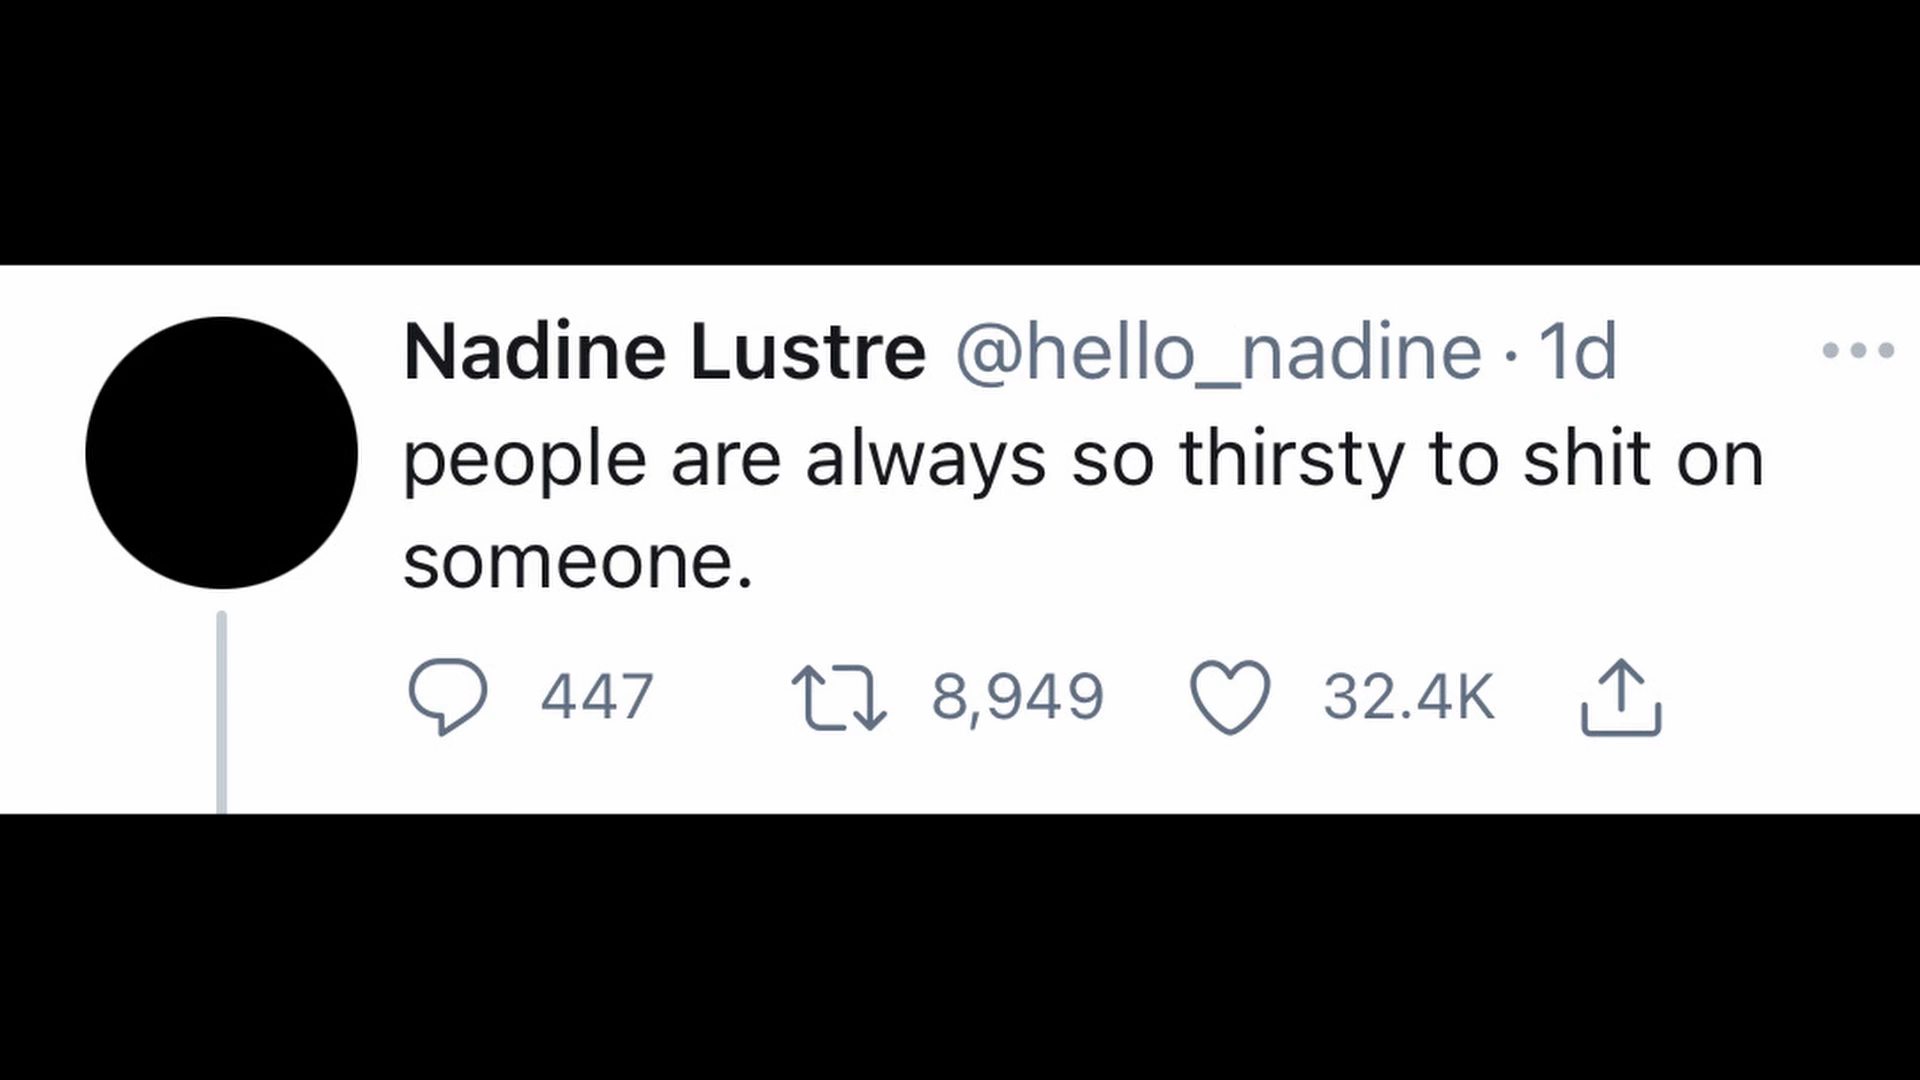 Nadine Lustre @hello_nadine · 1d
people are always so thirsty to shit on
someone.
447 8,949 32.4K